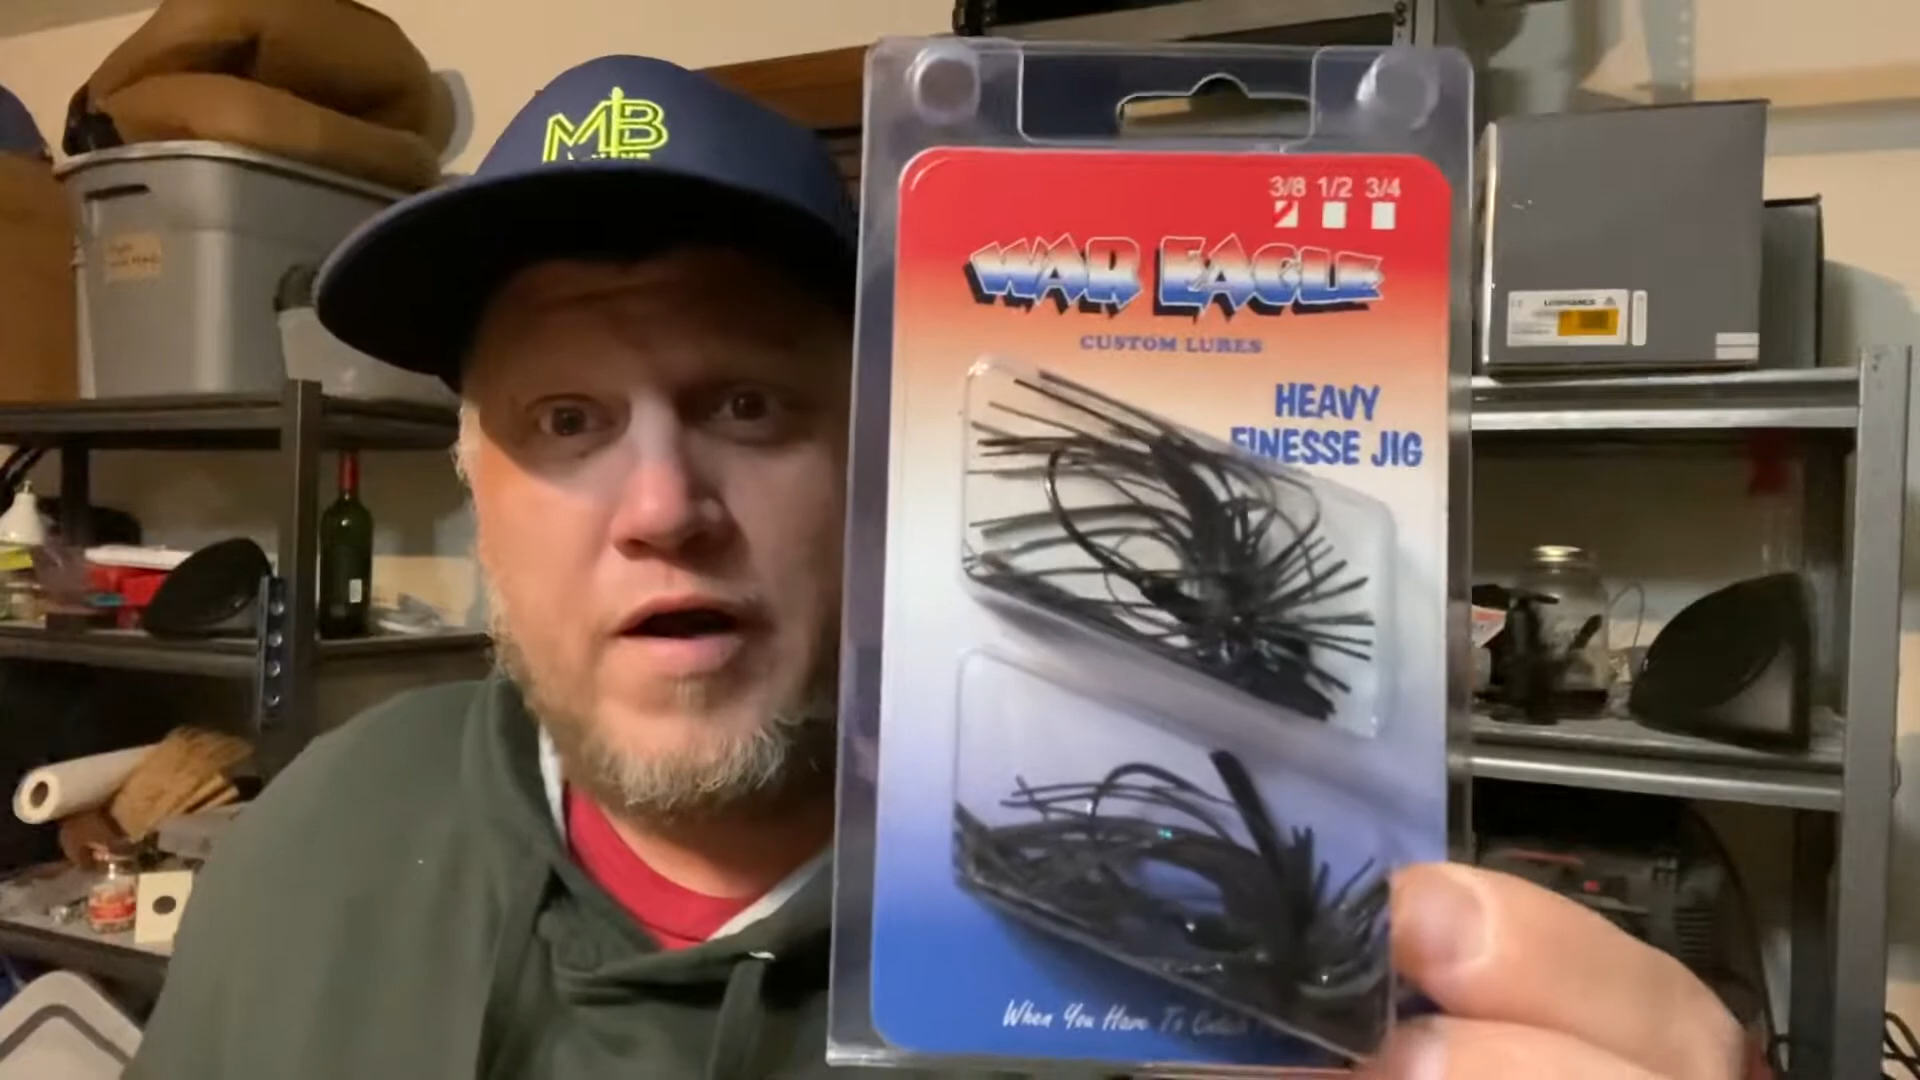 MB
3/8 1/2 3/4
WAR EAGLE
CUSTOM LURES
HEAVY
FINESSE JIG
When You Have To Catch
LOWRANCE